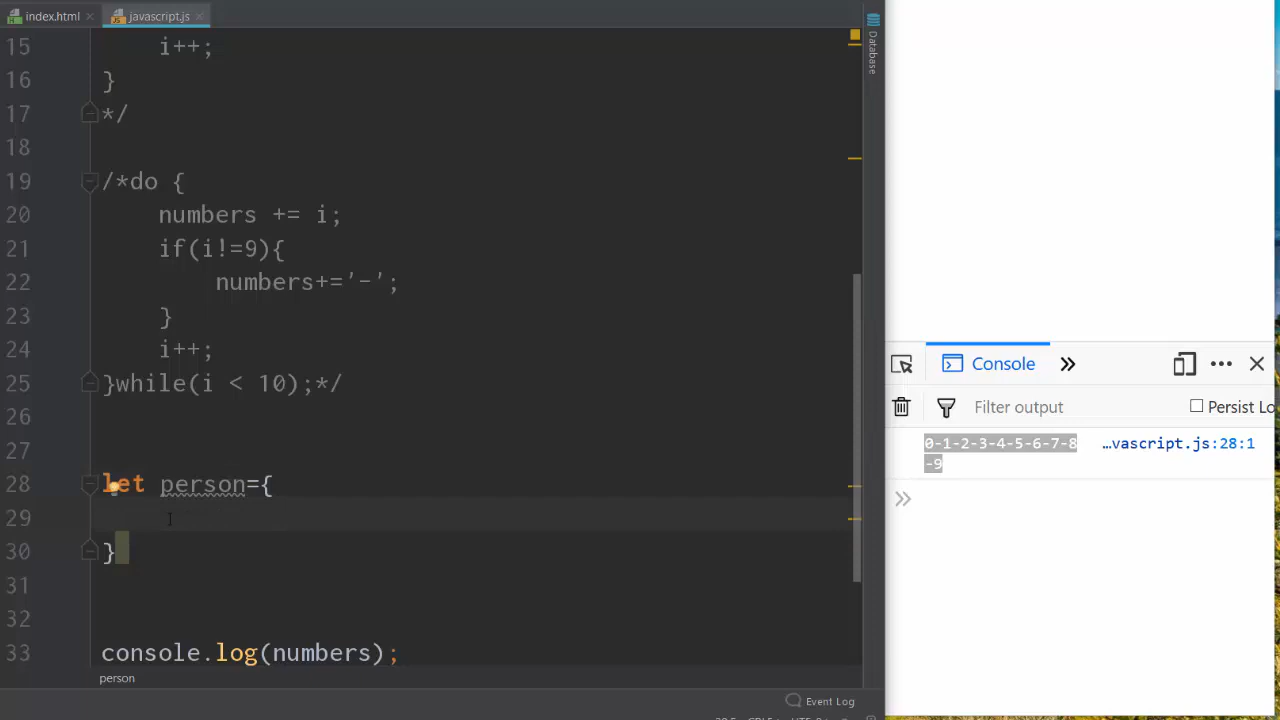 index.html
javascript.js
15 i++;
16 }
17 */
18
19 /*do {
20 numbers += i;
21 if(i!=9){
22 numbers+='-';
23 }
24 i++;
25 }while(i < 10);*/
26
27
28 let person={
29
30 }
31
32
33 console.log(numbers);
person
Event Log
Database
Console
Filter output
Persist Lo
0-1-2-3-4-5-6-7-8 …vascript.js:28:1
-9